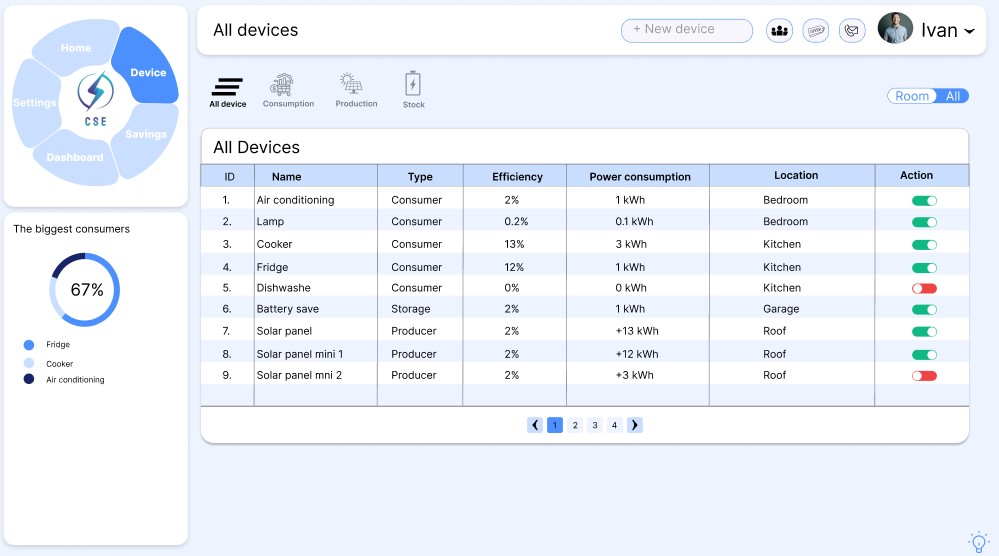 Home
Device
Settings
Savings
Dashboard
CSE
The biggest consumers
67%
Fridge
Cooker
Air conditioning
All devices
+ New device
Ivan
All device
Consumption
Production
Stock
Room All
All Devices
ID Name Type Efficiency Power consumption Location Action
1. Air conditioning Consumer 2% 1 kWh Bedroom
2. Lamp Consumer 0.2% 0.1 kWh Bedroom
3. Cooker Consumer 13% 3 kWh Kitchen
4. Fridge Consumer 12% 1 kWh Kitchen
5. Dishwashe Consumer 0% 0 kWh Kitchen
6. Battery save Storage 2% 1 kWh Garage
7. Solar panel Producer 2% +13 kWh Roof
8. Solar panel mini 1 Producer 2% +12 kWh Roof
9. Solar panel mni 2 Producer 2% +3 kWh Roof
1 2 3 4